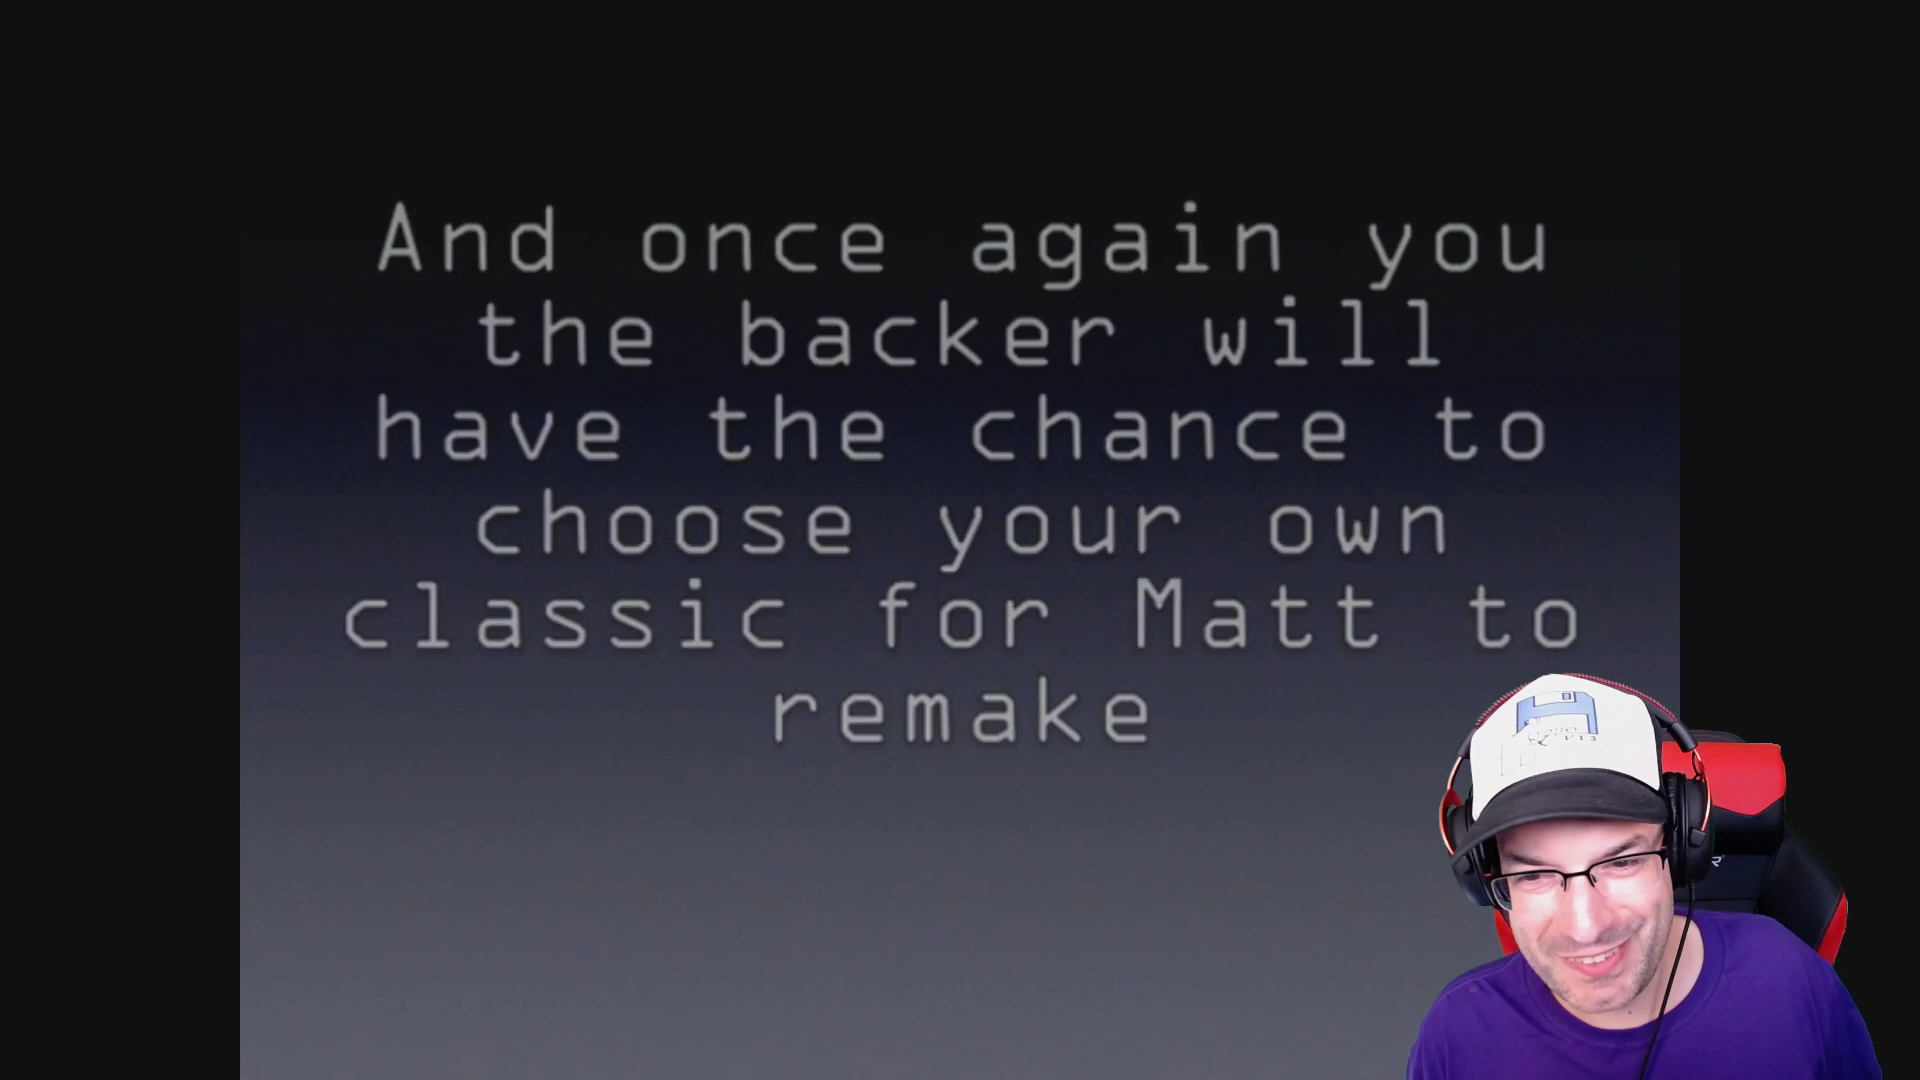 And once again you
the backer will
have the chance to
choose your own
classic for Matt to
remake